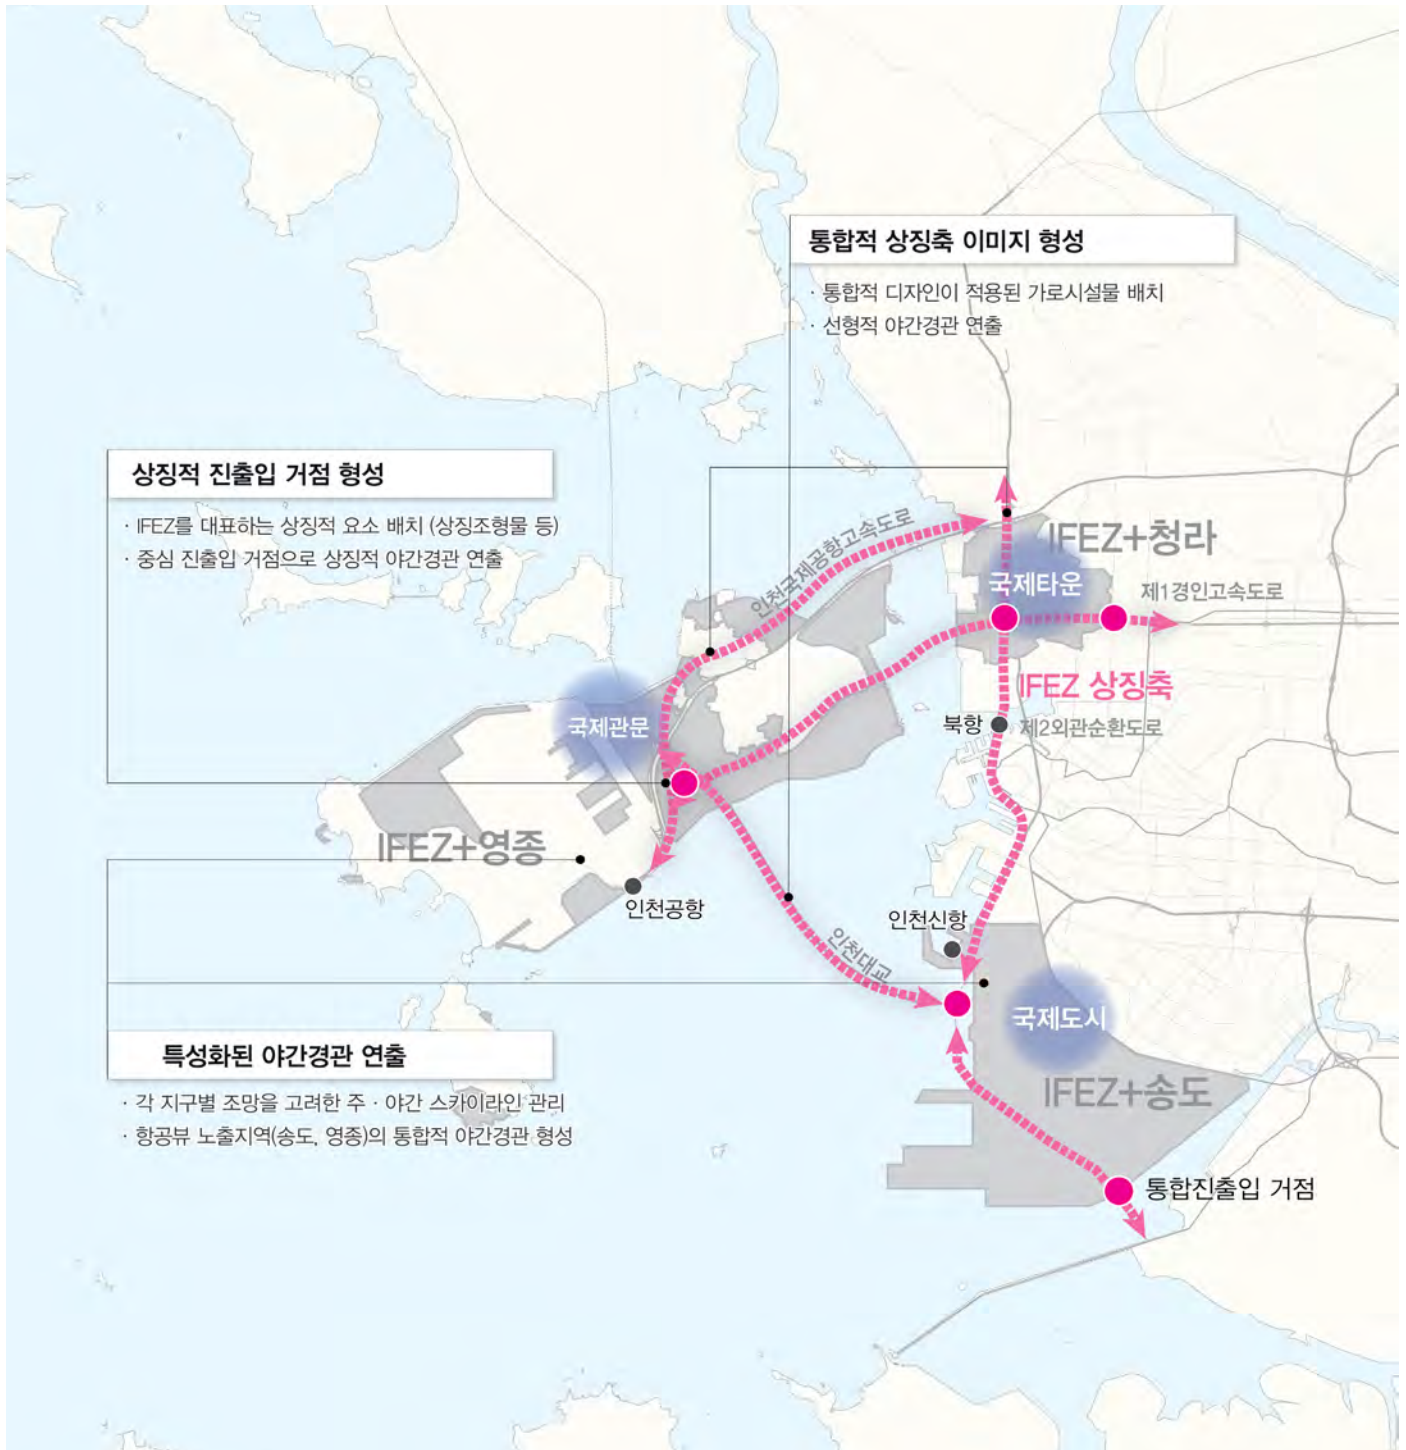 통합적 상징축 이미지 형성
· 통합적 디자인이 적용된 가로시설물 배치
· 선형적 야간경관 연출
상징적 진출입 거점 형성
· IFEZ를 대표하는 상징적 요소 배치 (상징조형물 등)
· 중심 진출입 거점으로 상징적 야간경관 연출
인천국제공항고속도로
IFEZ+청라
국제타운
제1경인고속도로
IFEZ 상징축
국제관문
북항
제2외관순환도로
IFEZ+영종
인천공항
인천신항
인천대교
국제도시
특성화된 야간경관 연출
· 각 지구별 조망을 고려한 주 · 야간 스카이라인 관리
· 항공뷰 노출지역(송도, 영종)의 통합적 야간경관 형성
IFEZ+송도
통합진출입 거점